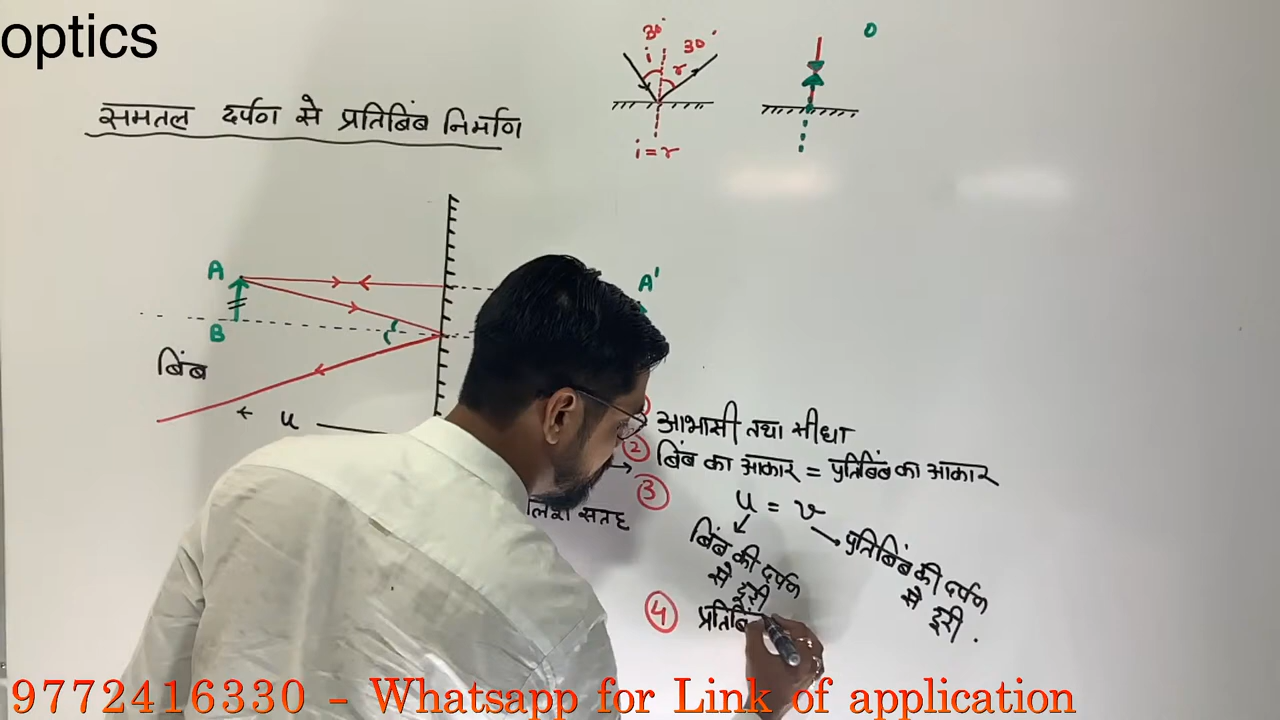 optics
समतल दर्पण से प्रतिबिंब निर्माण
30° 30°
i r
i = r
0
A
B
A'
बिंब
u
आभासी तथा सीधा
2 बिंब का आकार = प्रतिबिंब का आकार
3
u = v
बिंब की दर्पण
से दूरी
प्रतिबिंब की दर्पण
से दूरी .
सतह
4 प्रतिबिं
9772416330 - Whatsapp for Link of application